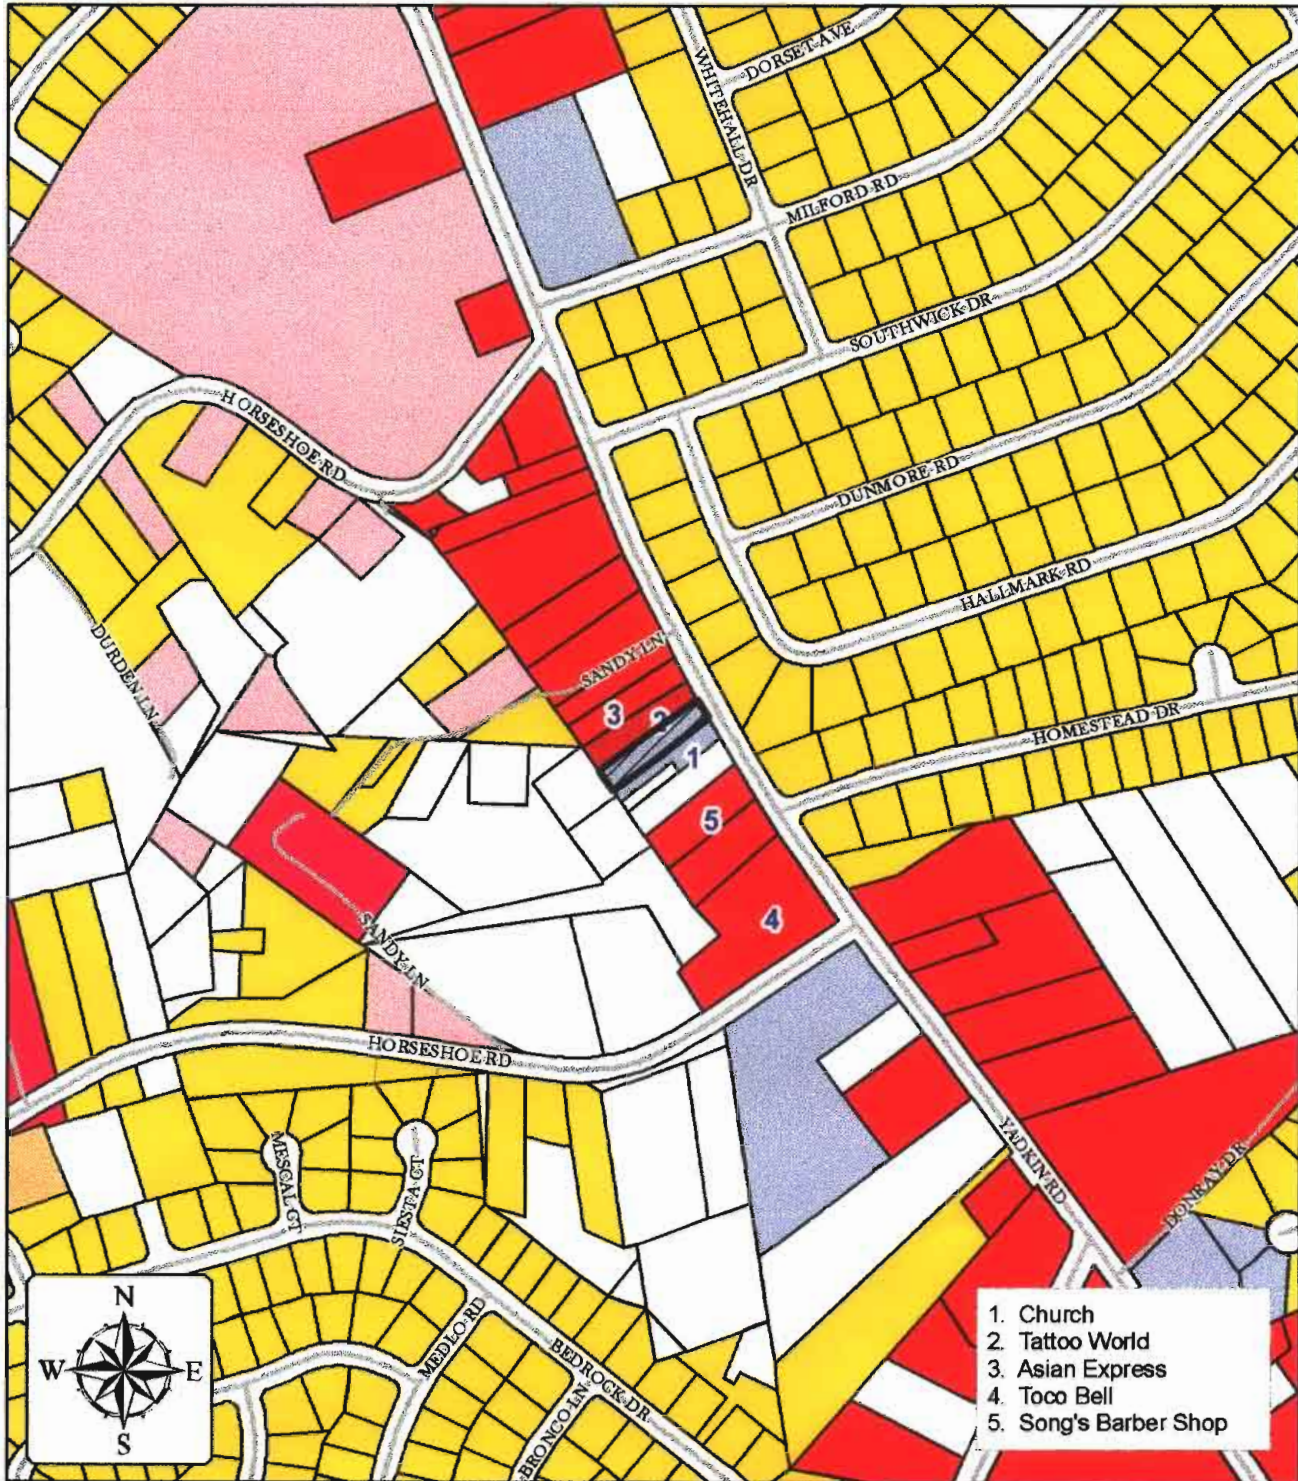 DORSET AVE
WHITEHALL DR
MILFORD RD
SOUTHWICK DR
HORSESHOE RD
DUNMORE RD
HALLMARK RD
SANDY LN
DURDEN LN
3
2
1
HOMESTEAD DR
5
4
SANDY LN
HORSESHOE RD
YADKIN RD
DONRAY DR
MESCAL CT
SIESTA CT
MEDLO RD
BEDROCK DR
BRONCO LN
N
W E
S
1. Church
2. Tattoo World
3. Asian Express
4. Toco Bell
5. Song's Barber Shop